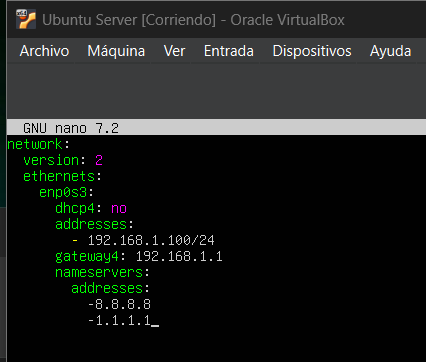 Ubuntu Server [Corriendo] - Oracle VirtualBox
Archivo Máquina Ver Entrada Dispositivos Ayuda
GNU nano 7.2
network:
  version: 2
  ethernets:
    enp0s3:
      dhcp4: no
      addresses:
        - 192.168.1.100/24
      gateway4: 192.168.1.1
      nameservers:
        addresses:
          -8.8.8.8
          -1.1.1.1